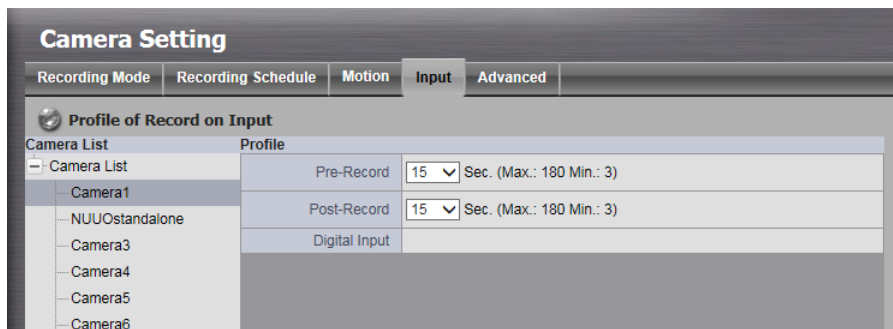 Camera Setting
Recording Mode Recording Schedule Motion Input Advanced
Profile of Record on Input
Camera List Profile
Camera List
Camera1
NUUOstandalone
Camera3
Camera4
Camera5
Camera6
Pre-Record 15 Sec. (Max.: 180 Min.: 3)
Post-Record 15 Sec. (Max.: 180 Min.: 3)
Digital Input